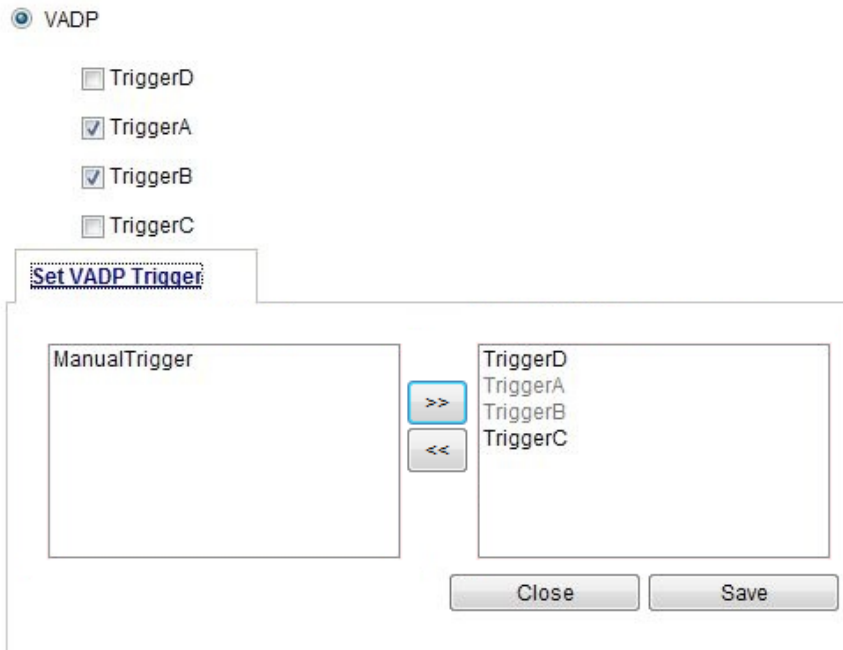 VADP
TriggerD
TriggerA
TriggerB
TriggerC
Set VADP Trigger
ManualTrigger
>>
<<
TriggerD
TriggerA
TriggerB
TriggerC
Close
Save